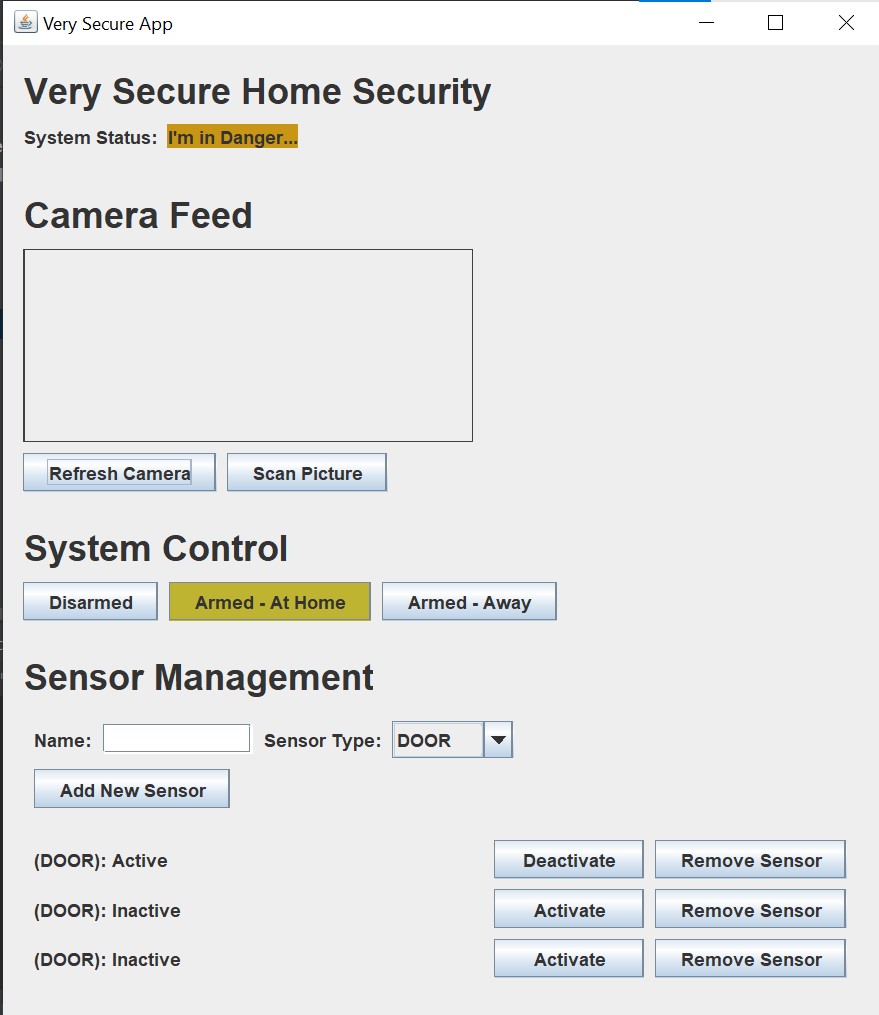 Very Secure App
Very Secure Home Security
System Status: I'm in Danger...
Camera Feed
Refresh Camera Scan Picture
System Control
Disarmed Armed - At Home Armed - Away
Sensor Management
Name: Sensor Type: DOOR
Add New Sensor
(DOOR): Active Deactivate Remove Sensor
(DOOR): Inactive Activate Remove Sensor
(DOOR): Inactive Activate Remove Sensor